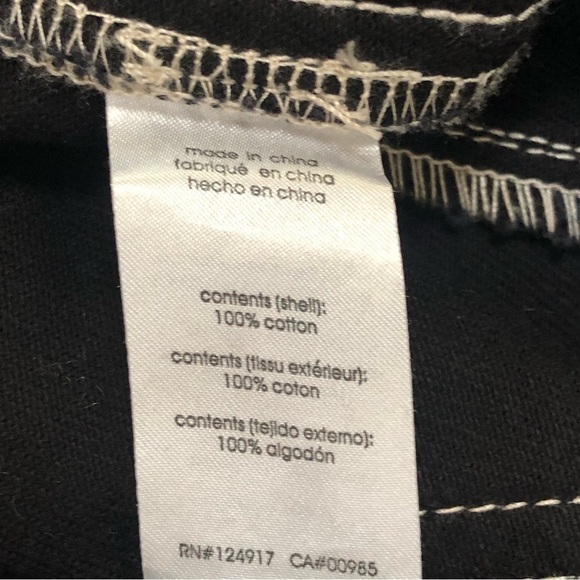 made in china
fabriqué en china
hecho en china
contents (shell):
100% cotton
contents (tissu extérieur):
100% coton
contents (tejido externo):
100% algodón
RN#124917 CA#00985